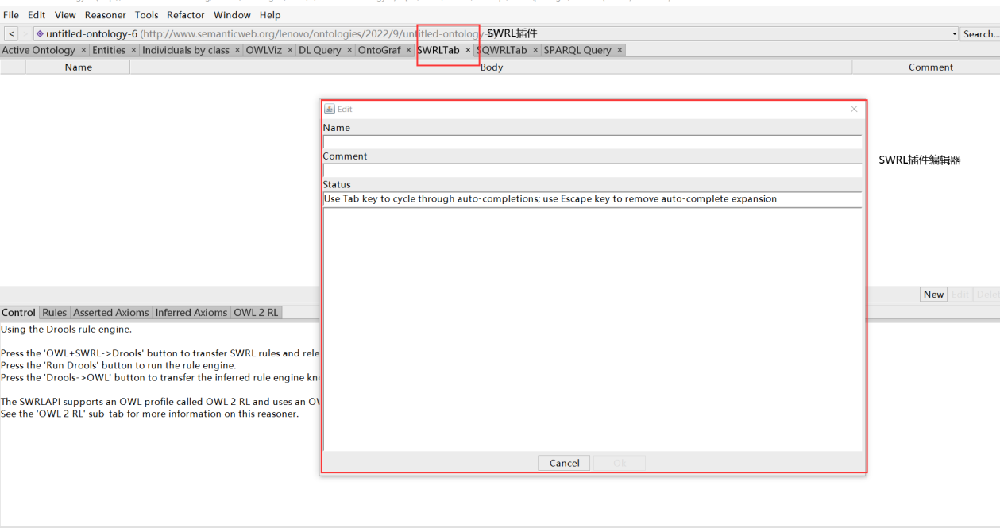 File Edit View Reasoner Tools Refactor Window Help
< > untitled-ontology-6 (http://www.semanticweb.org/lenovo/ontologies/2022/9/untitled-ontology- SWRL插件 Search...
Active Ontology × Entities × Individuals by class × OWLViz × DL Query × OntoGraf × SWRLTab × SQWRLTab × SPARQL Query ×
Name Body Comment
Edit
Name
Comment
SWRL插件编辑器
Status
Use Tab key to cycle through auto-completions; use Escape key to remove auto-complete expansion
New Edit Delet
Control Rules Asserted Axioms Inferred Axioms OWL 2 RL
Using the Drools rule engine.
Press the 'OWL+SWRL->Drools' button to transfer SWRL rules and rele
Press the 'Run Drools' button to run the rule engine.
Press the 'Drools->OWL' button to transfer the inferred rule engine kn
The SWRLAPI supports an OWL profile called OWL 2 RL and uses an OW
See the 'OWL 2 RL' sub-tab for more information on this reasoner.
Cancel Ok